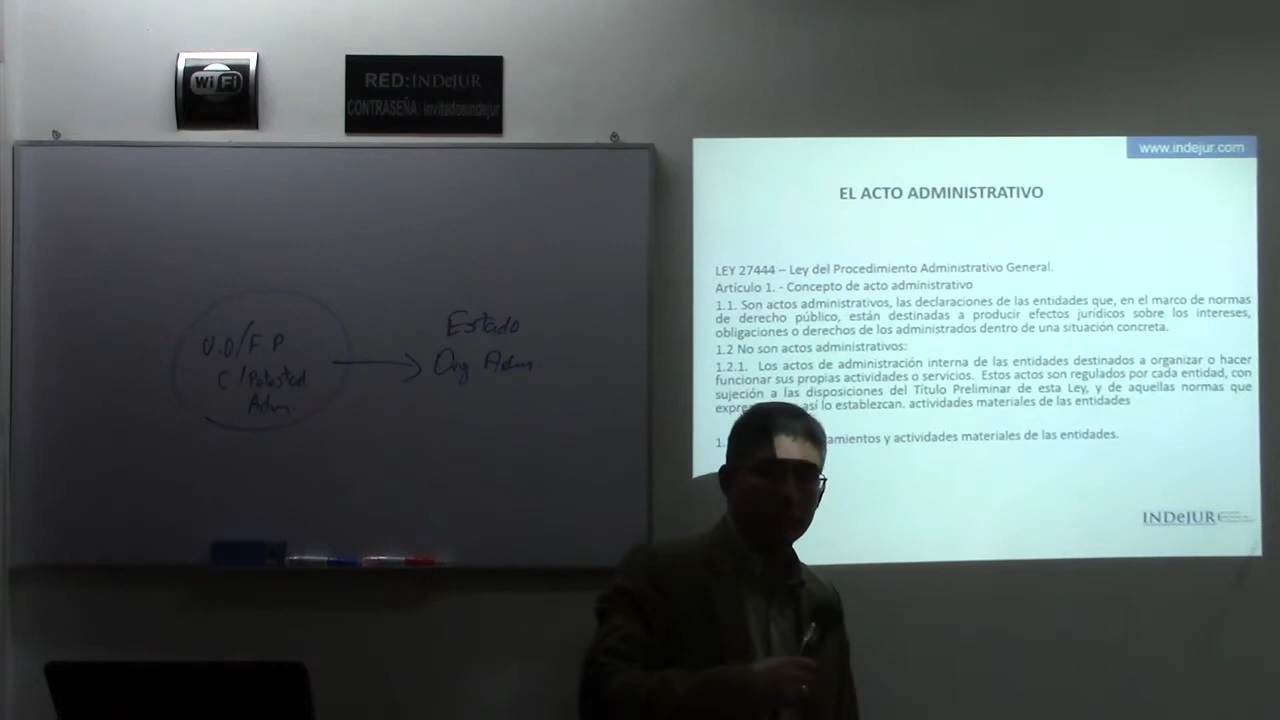 WiFi
RED:INDeJUR
CONTRASEÑA: invitadosindejur
U.O/F.P
C/Potestad
Adm.
Estado
Org Adm
www.indejur.com
EL ACTO ADMINISTRATIVO
LEY 27444 – Ley del Procedimiento Administrativo General.
Artículo 1. - Concepto de acto administrativo
1.1. Son actos administrativos, las declaraciones de las entidades que, en el marco de normas
de derecho público, están destinadas a producir efectos jurídicos sobre los intereses,
obligaciones o derechos de los administrados dentro de una situación concreta.
1.2 No son actos administrativos:
1.2.1. Los actos de administración interna de las entidades destinados a organizar o hacer
funcionar sus propias actividades o servicios. Estos actos son regulados por cada entidad, con
sujeción a las disposiciones del Título Preliminar de esta Ley, y de aquellas normas que
así lo establezcan. actividades materiales de las entidades
y actividades materiales de las entidades.
INDeJUR